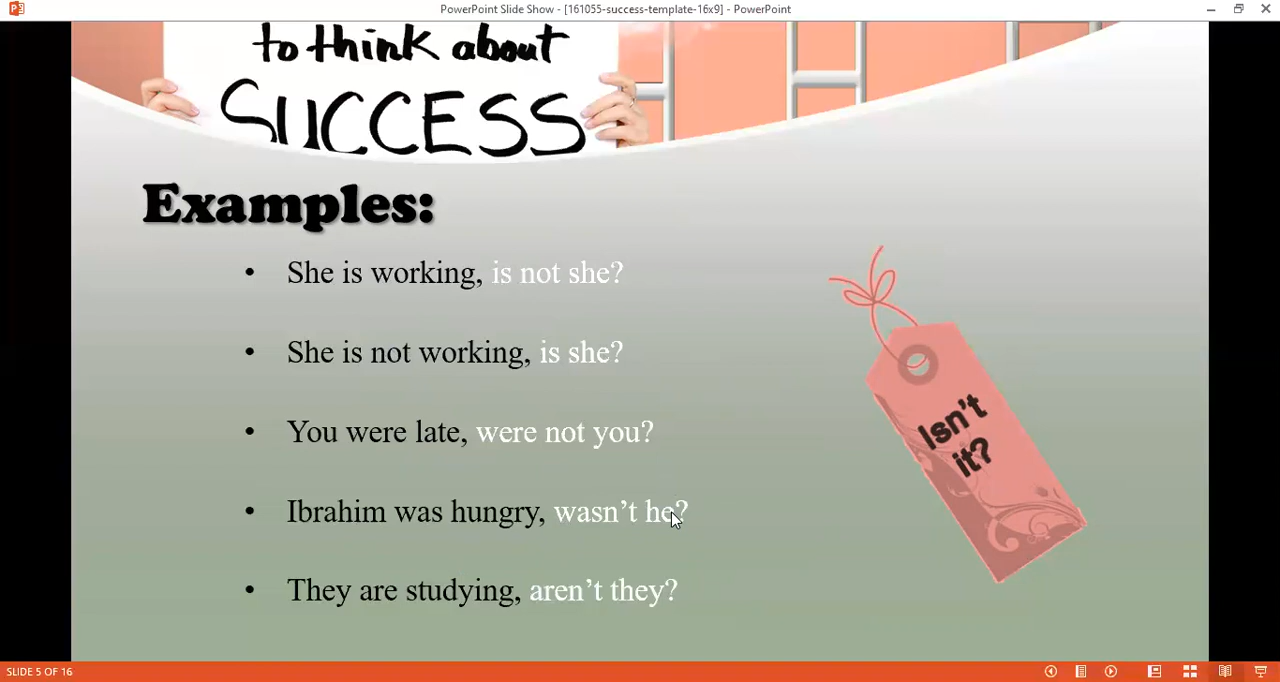 PowerPoint Slide Show - [161055-success-template-16x9] - PowerPoint
to think about
SUCCESS
Examples:
• She is working, is not she?
• She is not working, is she?
• You were late, were not you?
• Ibrahim was hungry, wasn’t he?
• They are studying, aren’t they?
Isn't
it?
SLIDE 5 OF 16